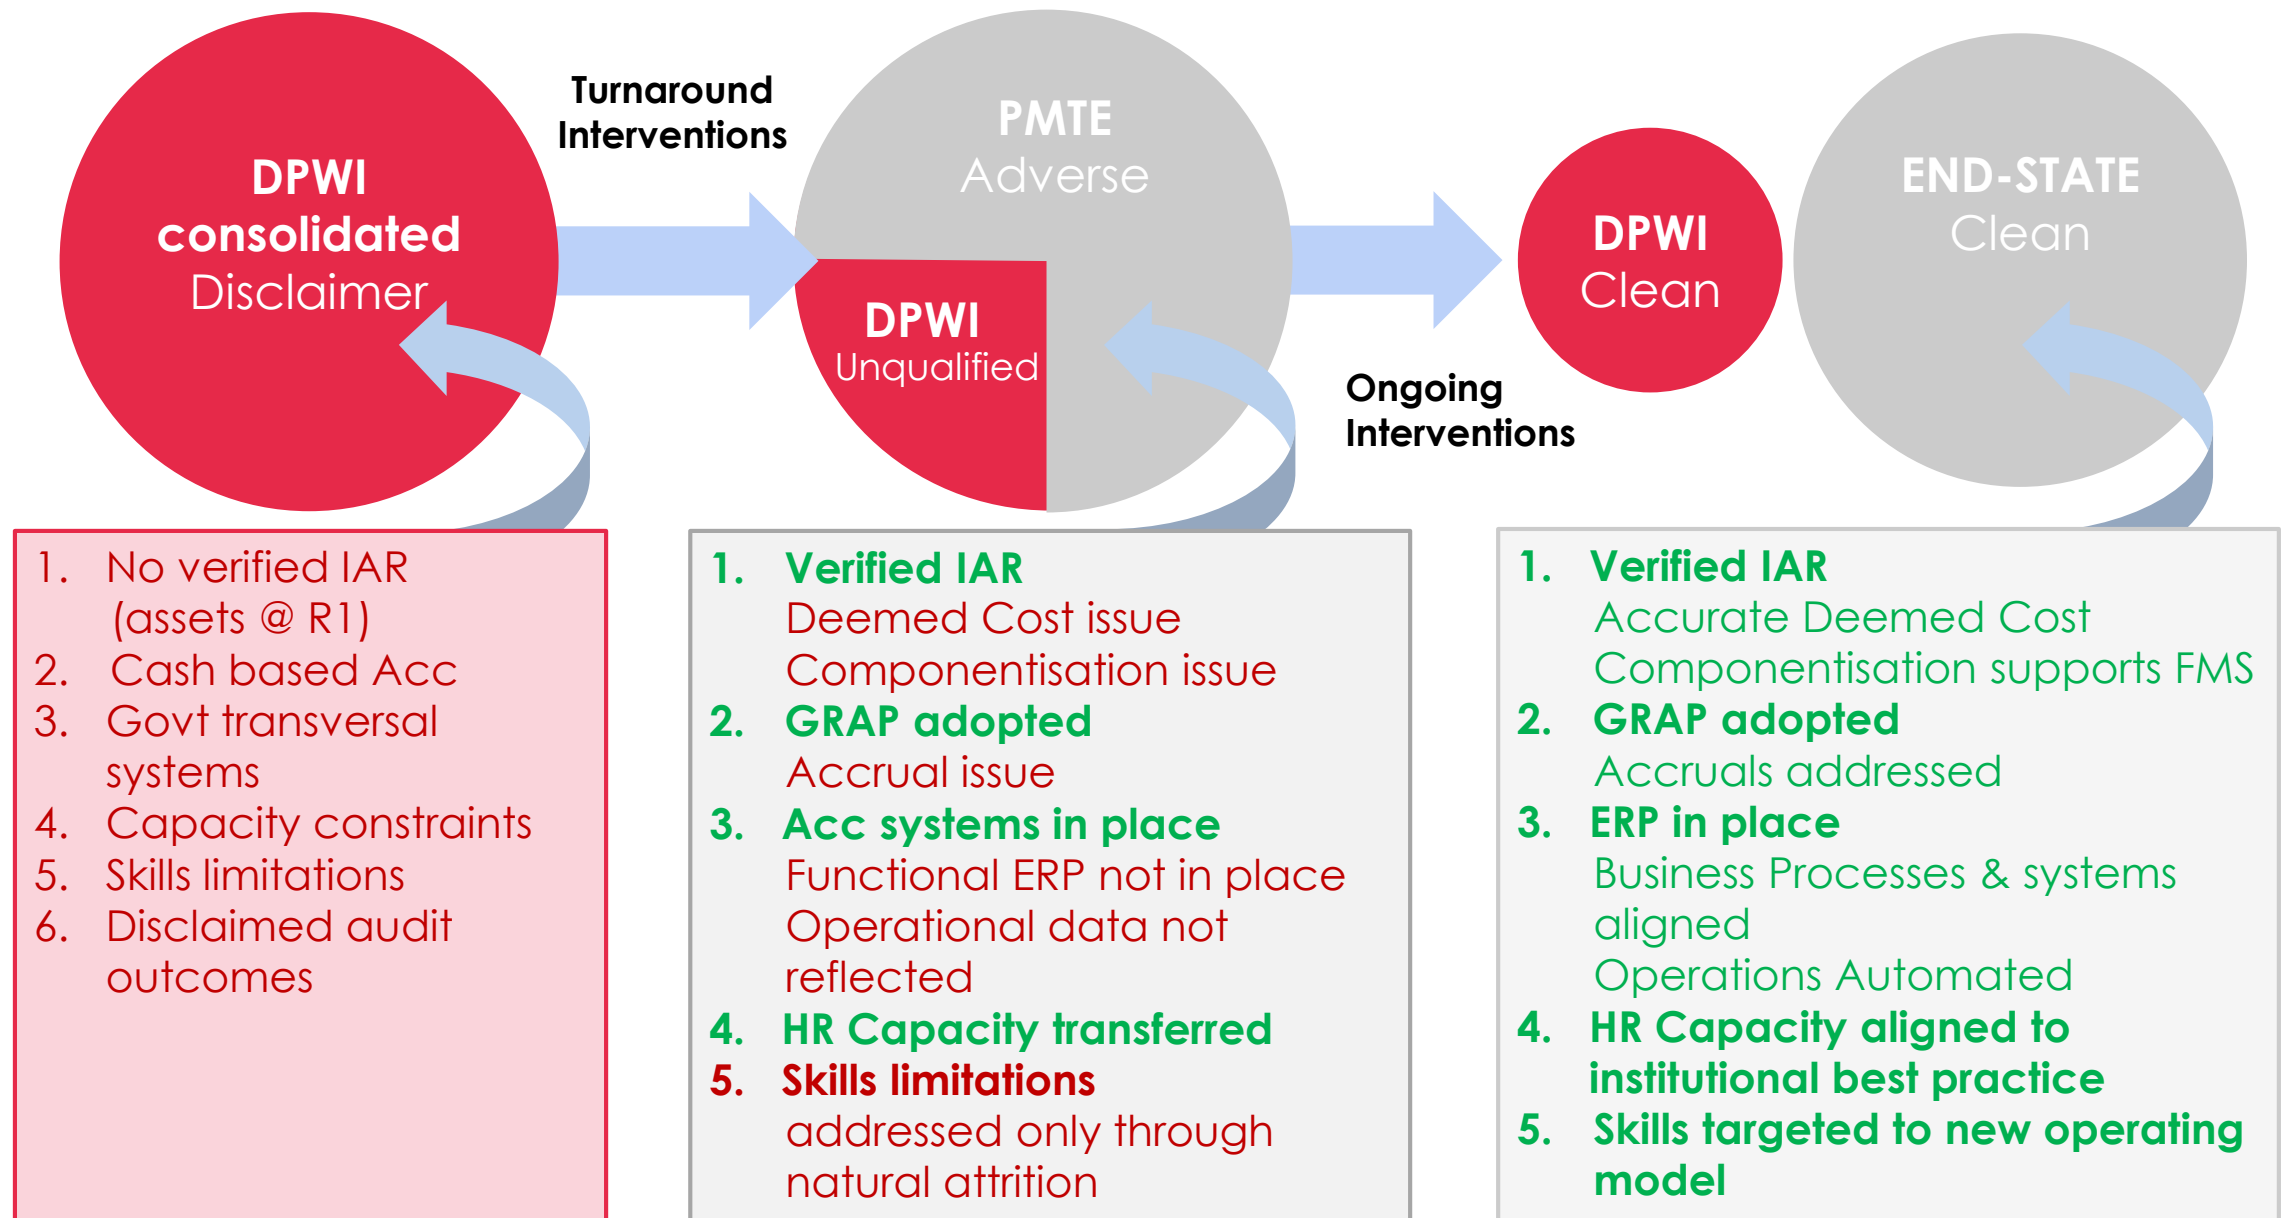 DPWI
consolidated
Disclaimer
Turnaround
Interventions
PMTE
Adverse
DPWI
Unqualified
Ongoing
Interventions
DPWI
Clean
END-STATE
Clean
1. No verified IAR
(assets @ R1)
2. Cash based Acc
3. Govt transversal
systems
4. Capacity constraints
5. Skills limitations
6. Disclaimed audit
outcomes
1. Verified IAR
Deemed Cost issue
Componentisation issue
2. GRAP adopted
Accrual issue
3. Acc systems in place
Functional ERP not in place
Operational data not
reflected
4. HR Capacity transferred
5. Skills limitations
addressed only through
natural attrition
1. Verified IAR
Accurate Deemed Cost
Componentisation supports FMS
2. GRAP adopted
Accruals addressed
3. ERP in place
Business Processes & systems
aligned
Operations Automated
4. HR Capacity aligned to
institutional best practice
5. Skills targeted to new operating
model